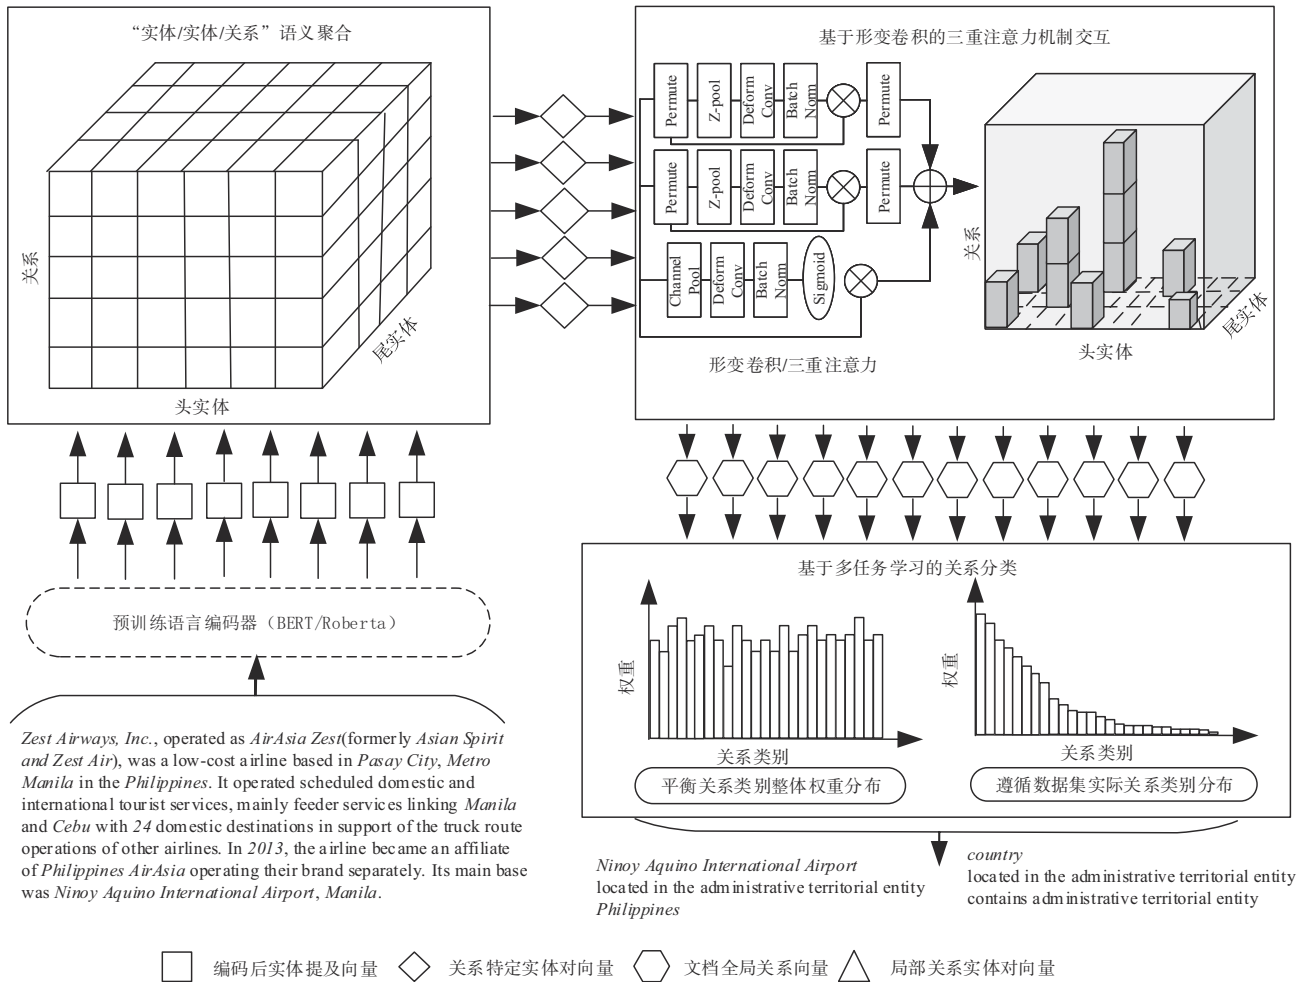 “实体/实体/关系”语义聚合
关系
尾实体
头实体
基于形变卷积的三重注意力机制交互
Permute
Z-pool
Deform
Conv
Batch
Norm
Permute
Permute
Z-pool
Deform
Conv
Batch
Norm
Permute
Channel
Pool
Deform
Conv
Batch
Norm
Sigmoid
形变卷积/三重注意力
关系
尾实体
头实体
预训练语言编码器（BERT/Roberta）
Zest Airways, Inc., operated as AirAsia Zest(formerly Asian Spirit
and Zest Air), was a low-cost airline based in Pasay City, Metro
Manila in the Philippines. It operated scheduled domestic and
international tourist services, mainly feeder services linking Manila
and Cebu with 24 domestic destinations in support of the truck route
operations of other airlines. In 2013, the airline became an affiliate
of Philippines AirAsia operating their brand separately. Its main base
was Ninoy Aquino International Airport, Manila.
基于多任务学习的关系分类
权重
关系类别
平衡关系类别整体权重分布
权重
关系类别
遵循数据集实际关系类别分布
Ninoy Aquino International Airport
located in the administrative territorial entity
Philippines
country
located in the administrative territorial entity
contains administrative territorial entity
编码后实体提及向量
关系特定实体对向量
文档全局关系向量
局部关系实体对向量